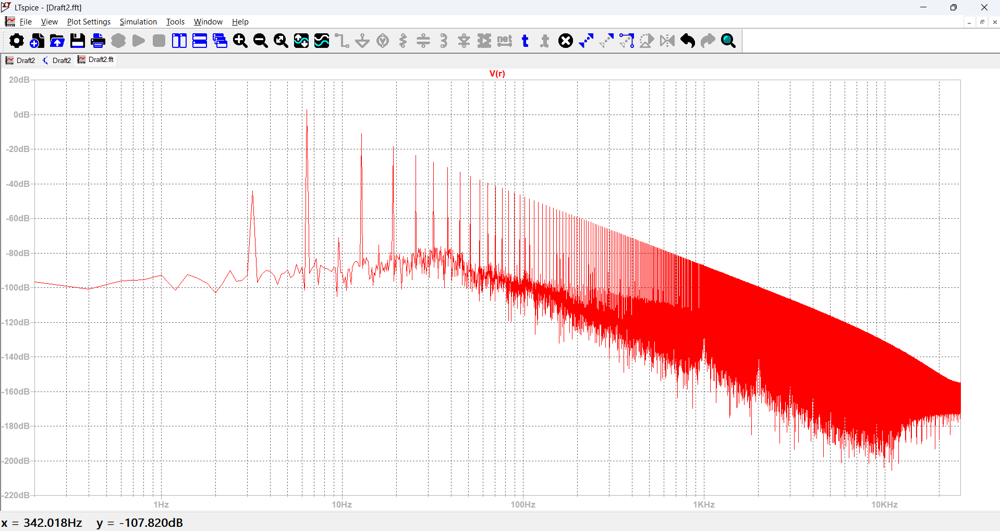 LTspice - [Draft2.fft]
File View Plot Settings Simulation Tools Window Help
net t .t
Draft2 Draft2 Draft2.fft
V(r)
20dB
0dB
-20dB
-40dB
-60dB
-80dB
-100dB
-120dB
-140dB
-160dB
-180dB
-200dB
-220dB
1Hz 10Hz 100Hz 1KHz 10KHz
x = 342.018Hz y = -107.820dB